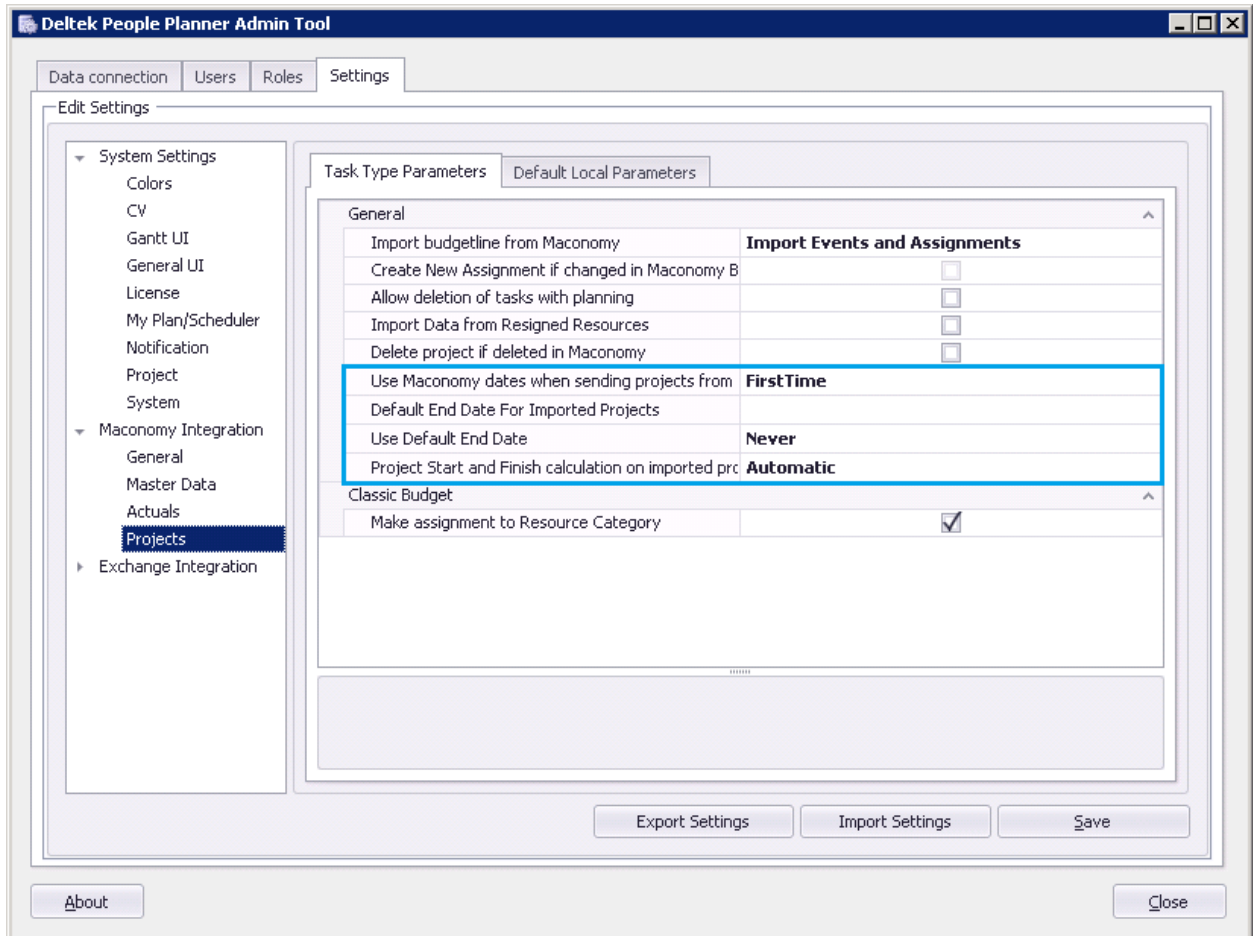 Deltek People Planner Admin Tool
Data connection Users Roles Settings
Edit Settings
System Settings
Colors
CV
Gantt UI
General UI
License
My Plan/Scheduler
Notification
Project
System
Maconomy Integration
General
Master Data
Actuals
Projects
Exchange Integration
Task Type Parameters Default Local Parameters
General
Import budgetline from Maconomy Import Events and Assignments
Create New Assignment if changed in Maconomy B
Allow deletion of tasks with planning
Import Data from Resigned Resources
Delete project if deleted in Maconomy
Use Maconomy dates when sending projects from FirstTime
Default End Date For Imported Projects
Use Default End Date Never
Project Start and Finish calculation on imported prc Automatic
Classic Budget
Make assignment to Resource Category
Export Settings Import Settings Save
About Close